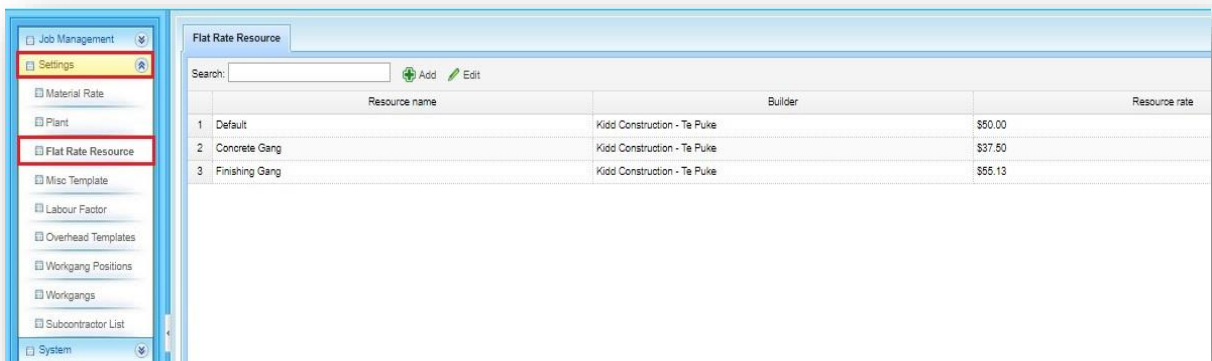 Job Management
Settings
Material Rate
Plant
Flat Rate Resource
Misc Template
Labour Factor
Overhead Templates
Workgang Positions
Workgangs
Subcontractor List
System
Flat Rate Resource
Search: Add Edit
Resource name Builder Resource rate
1 Default Kidd Construction - Te Puke $50.00
2 Concrete Gang Kidd Construction - Te Puke $37.50
3 Finishing Gang Kidd Construction - Te Puke $55.13